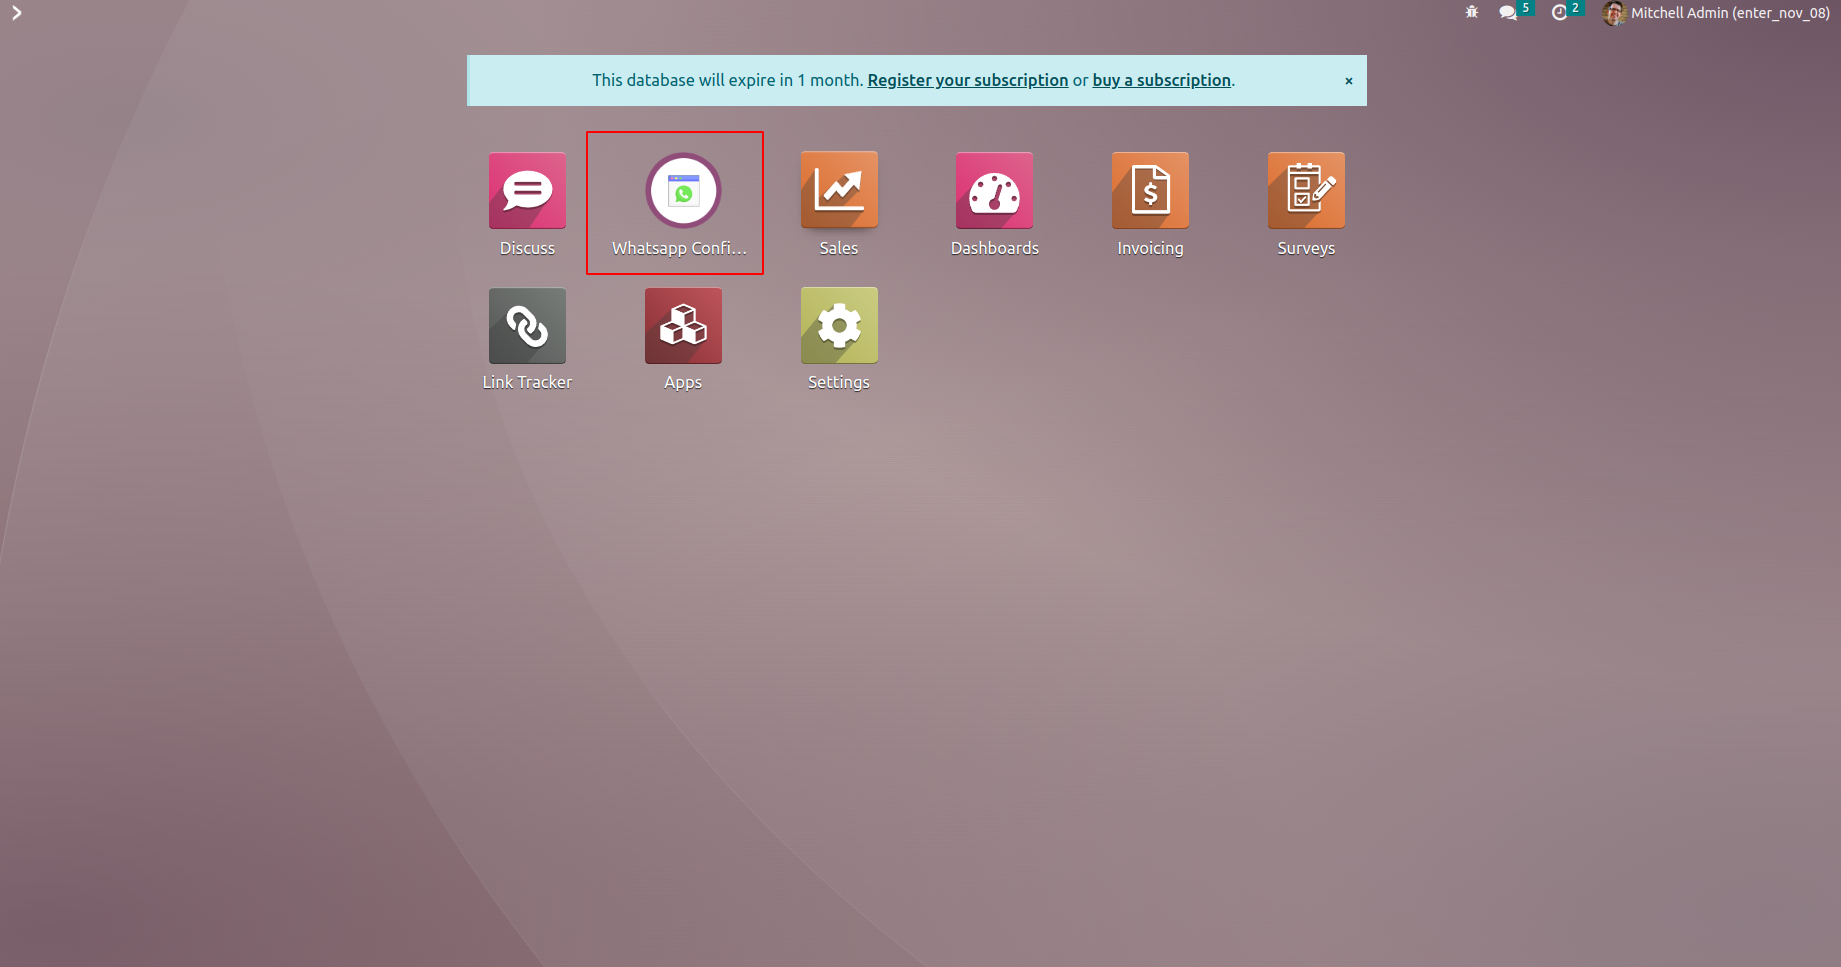 5
2
Mitchell Admin (enter_nov_08)
This database will expire in 1 month. Register your subscription or buy a subscription.
×
Discuss
Whatsapp Confi...
Sales
Dashboards
Invoicing
Surveys
Link Tracker
Apps
Settings